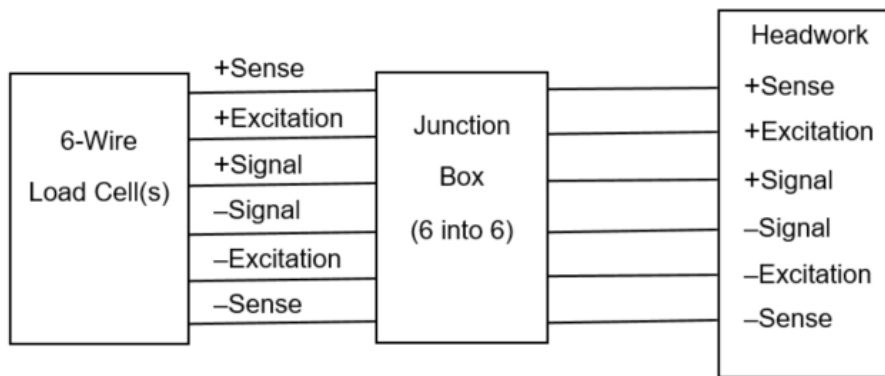 6-Wire
Load Cell(s)
+Sense
+Excitation
+Signal
–Signal
–Excitation
–Sense
Junction
Box
(6 into 6)
Headwork
+Sense
+Excitation
+Signal
–Signal
–Excitation
–Sense